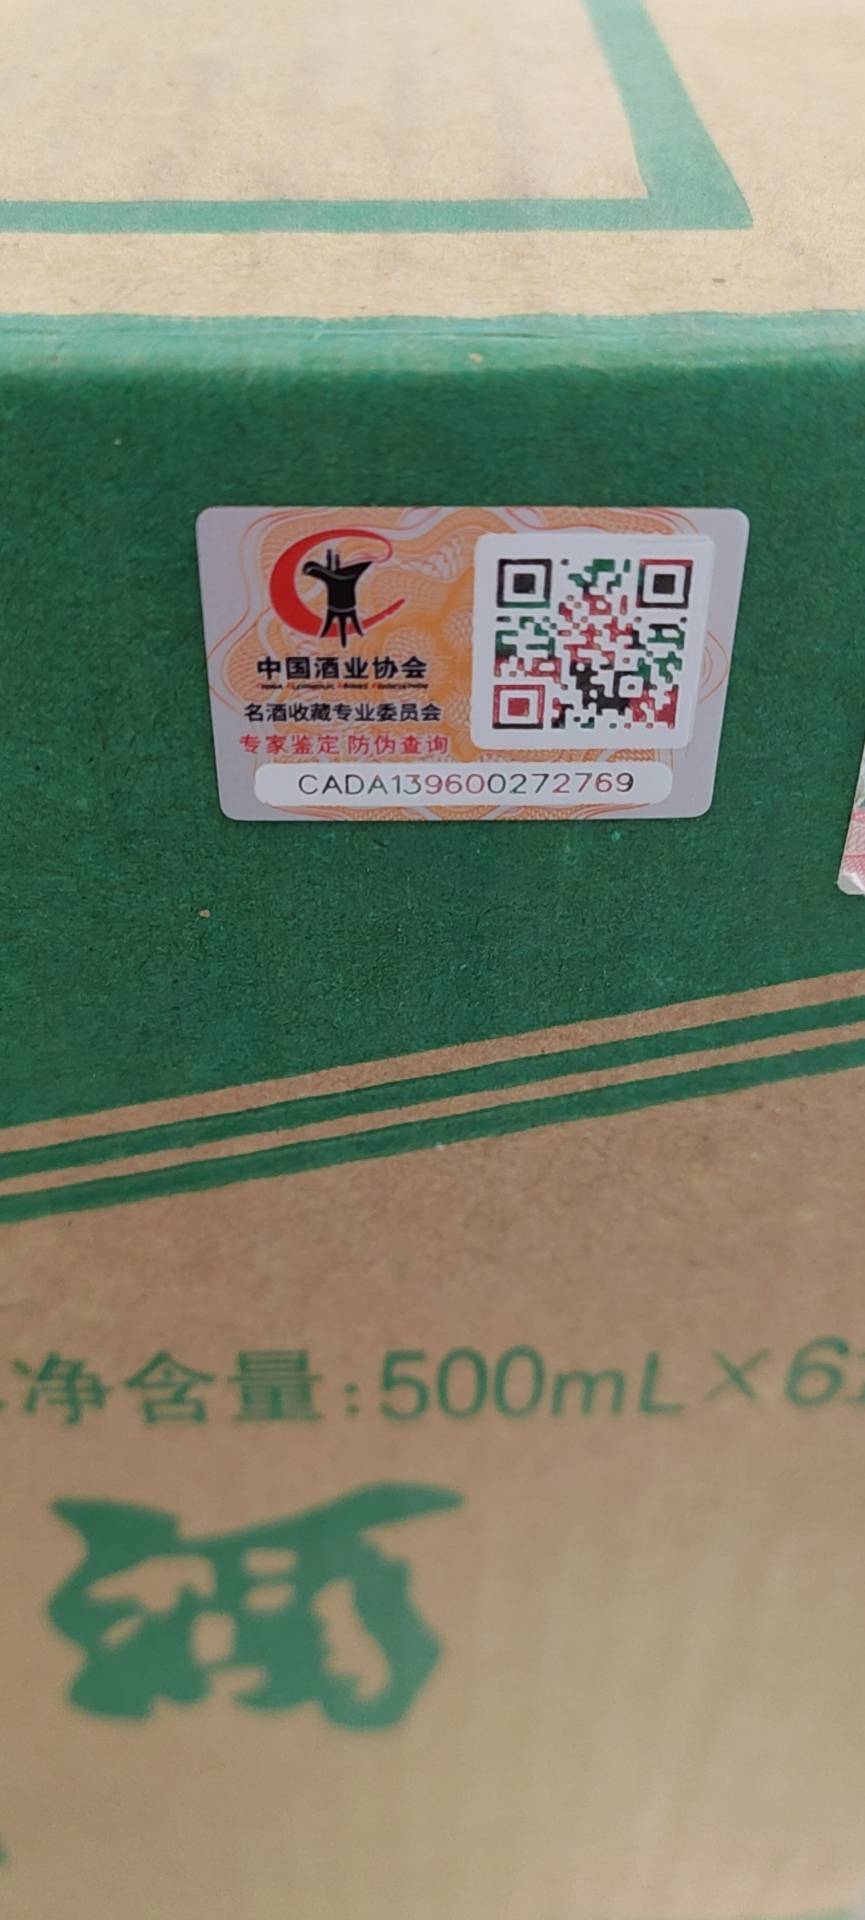 中国酒业协会
名酒收藏专业委员会
专家鉴定 防伪查询
CADA139600272769
净含量:500mL×6